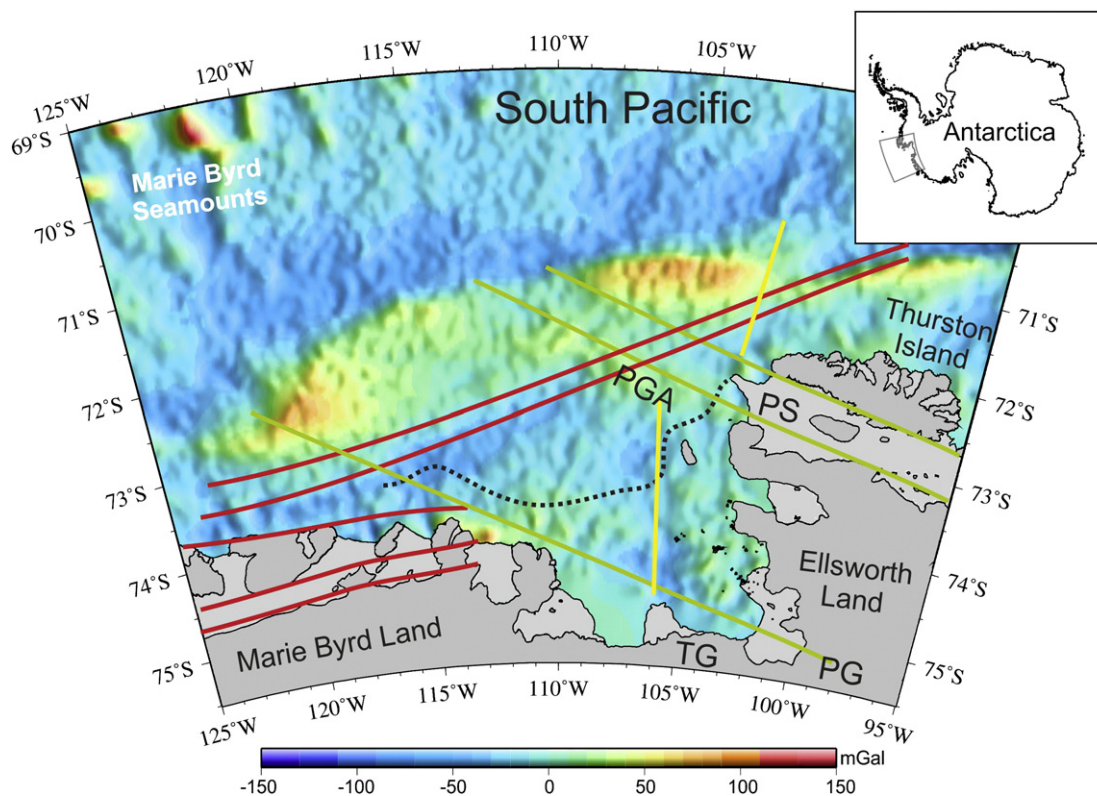 115˚W
110˚W
105˚W
120˚W
125˚W
69˚S
South Pacific
Antarctica
Marie Byrd
Seamounts
70˚S
71˚S
71˚S
Thurston
Island
72˚S
PGA
PS
72˚S
73˚S
73˚S
74˚S
Ellsworth
Land
74˚S
Marie Byrd Land
75˚S
TG
PG
75˚S
125˚W
120˚W
115˚W
110˚W
105˚W
100˚W
95˚W
mGal
-150
-100
-50
0
50
100
150